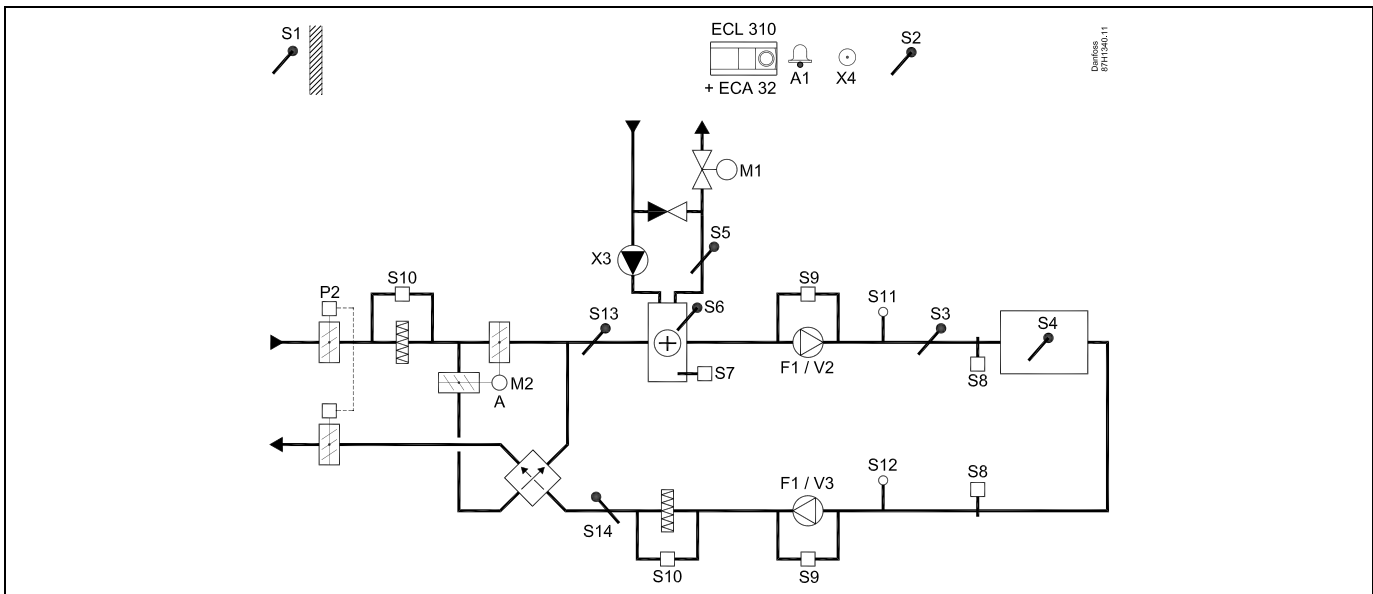 S1
ECL 310
+ ECA 32
A1
X4
S2
Danfoss
87H1340.11
M1
S5
X3
P2
S10
S13
S6
S9
S11
S3
S4
M2
A
S7
F1 / V2
S8
S14
S10
F1 / V3
S9
S12
S8